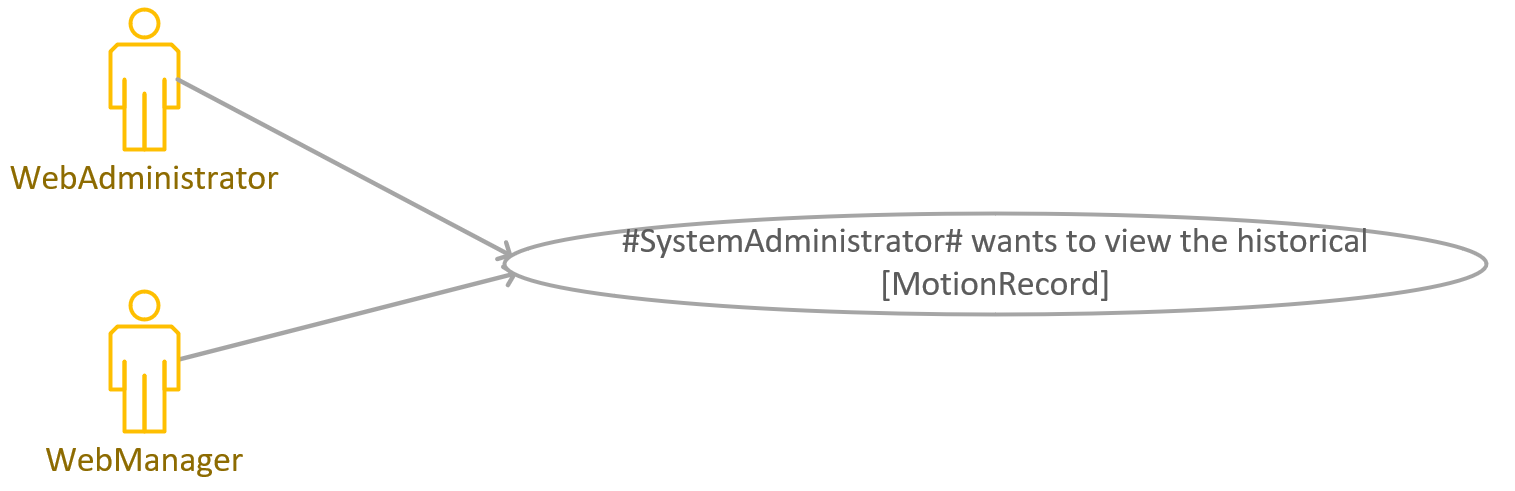 WebAdministrator
#SystemAdministrator# wants to view the historical
[MotionRecord]
WebManager